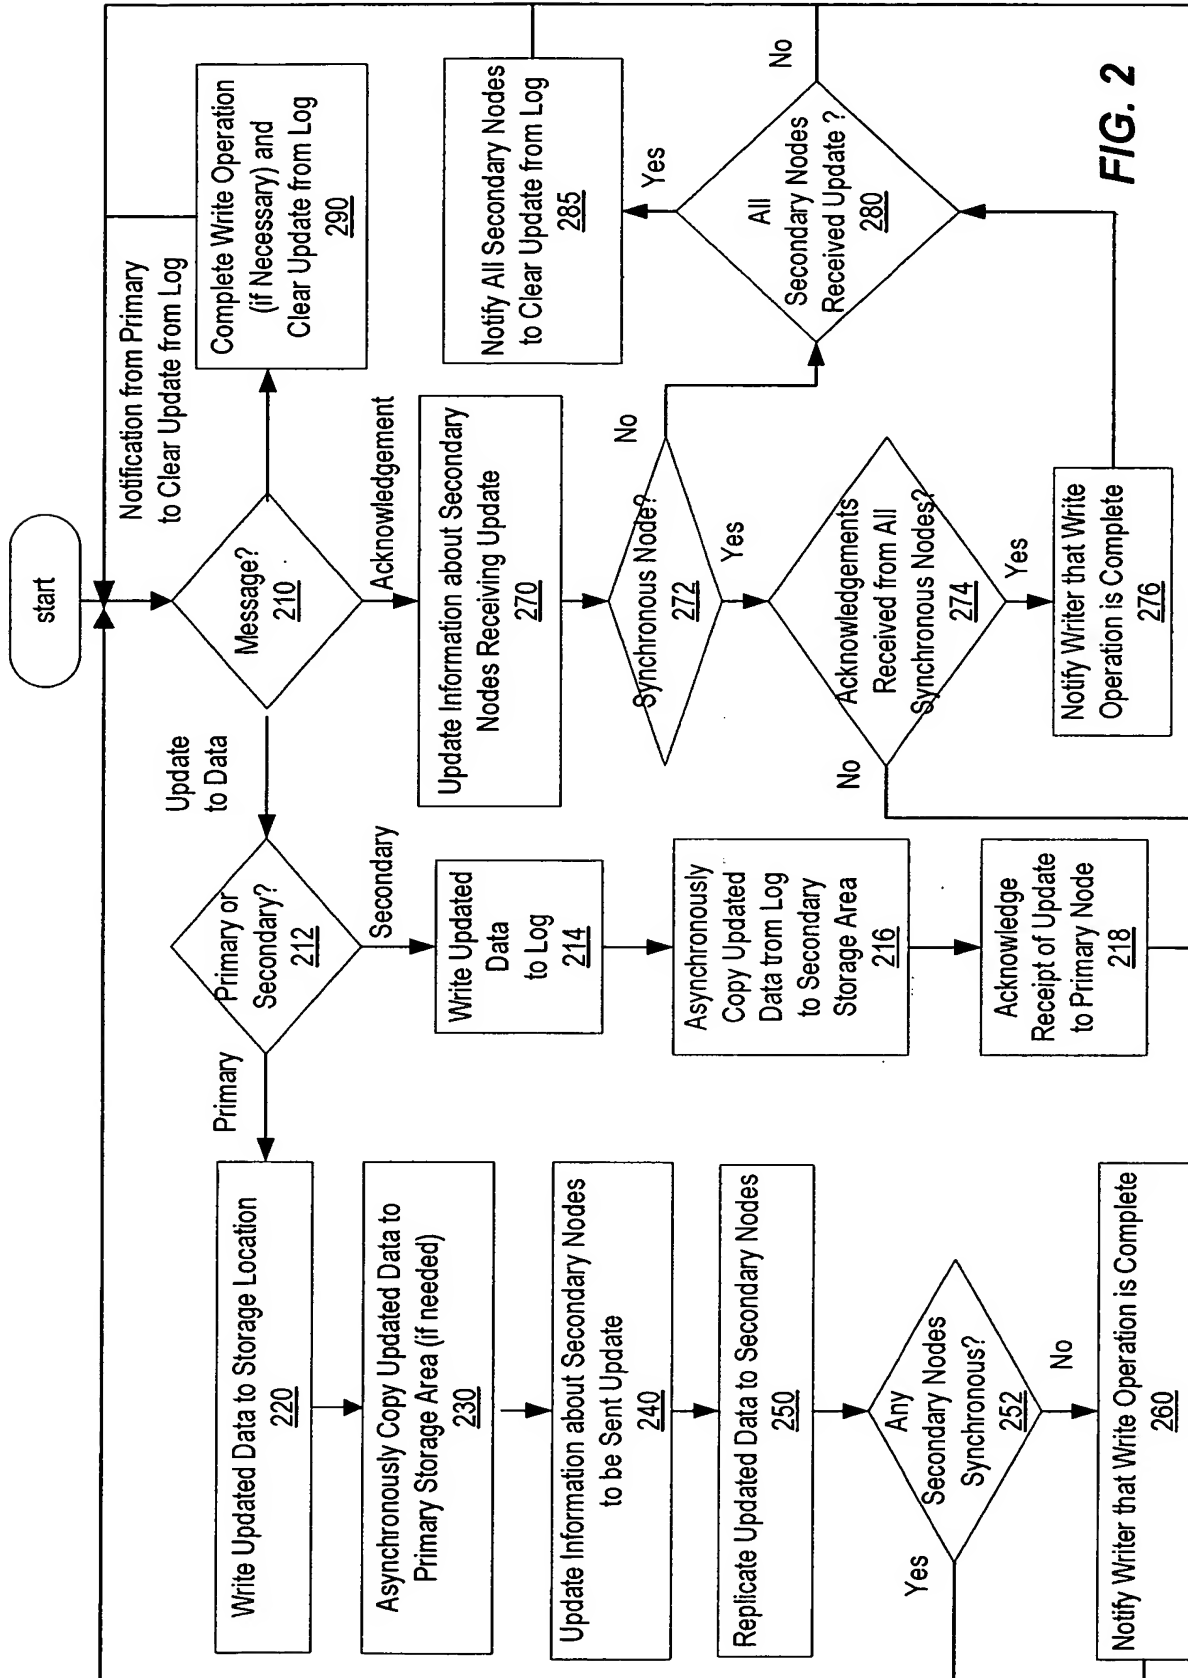 start
Message?
210
Notification from Primary
to Clear Update from Log
Complete Write Operation
(if Necessary) and
Clear Update from Log
290
Update
to Data
Acknowledgement
Primary or
Secondary?
212
Primary
Secondary
Write Updated Data to Storage Location
220
Asynchronously Copy Updated Data to
Primary Storage Area (if needed)
230
Update Information about Secondary Nodes
to be Sent Update
240
Replicate Updated Data to Secondary Nodes
250
Any
Secondary Nodes
Synchronous?
252
Yes
No
Notify Writer that Write Operation is Complete
260
Write Updated
Data
to Log
214
Asynchronously
Copy Updated
Data from Log
to Secondary
Storage Area
216
Acknowledge
Receipt of Update
to Primary Node
218
Update Information about Secondary
Nodes Receiving Update
270
Synchronous Node?
272
No
Yes
Acknowledgements
Received from All
Synchronous Nodes?
274
No
Yes
Notify Writer that Write
Operation is Complete
276
All
Secondary Nodes
Received Update ?
280
Yes
No
Notify All Secondary Nodes
to Clear Update from Log
285
FIG. 2